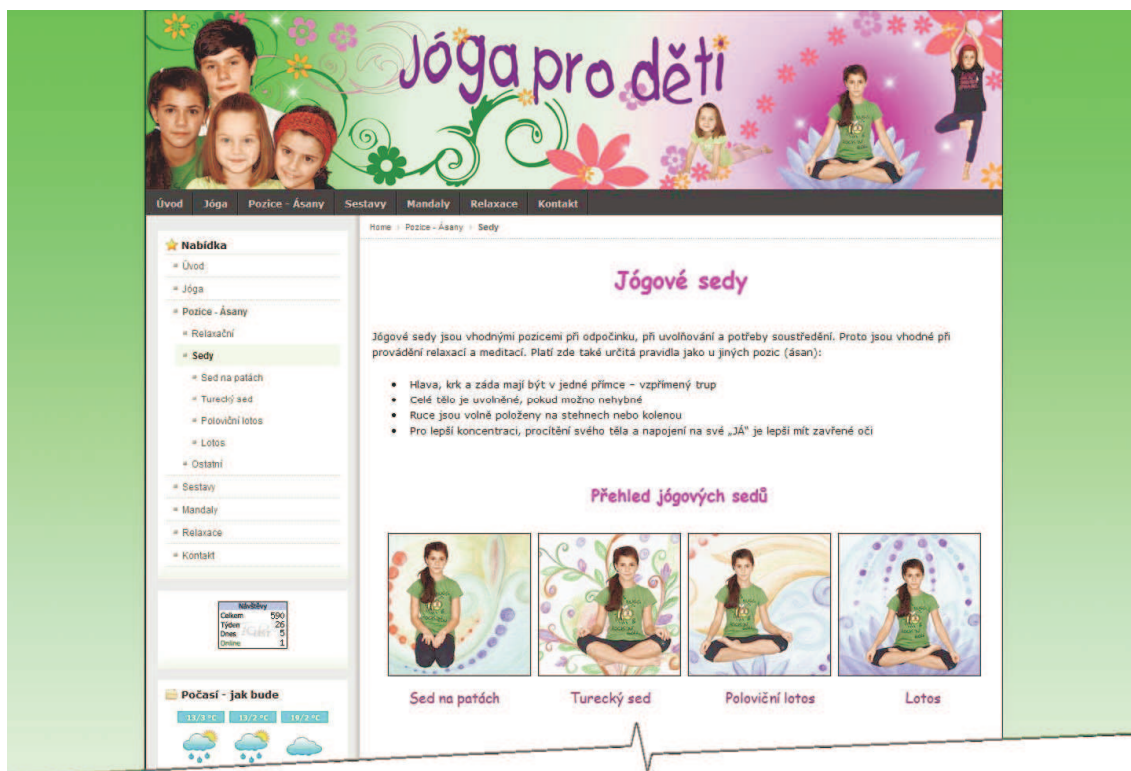 Jóga pro děti
Úvod Jóga Pozice - Ásany Sestavy Mandaly Relaxace Kontakt
Home Pozice - Ásany Sedy
Nabídka
Úvod
Jóga
Pozice - Ásany
Relaxační
Sedy
Sed na patách
Turecký sed
Poloviční lotos
Lotos
Ostatní
Sestavy
Mandaly
Relaxace
Kontakt
Návštěvy
Celkem 590
Týden 26
Dnes 5
Online 1
Počasí - jak bude
13/3 °C 13/2 °C 10/2 °C
Jógové sedy
Jógové sedy jsou vhodnými pozicemi při odpočinku, při uvolňování a potřeby soustředění. Proto jsou vhodné při
provádění relaxací a meditací. Platí zde také určitá pravidla jako u jiných pozic (ásan):
• Hlava, krk a záda mají být v jedné přímce – vzpřímený trup
• Celé tělo je uvolněné, pokud možno nehybné
• Ruce jsou volně položeny na stehnech nebo kolenou
• Pro lepší koncentraci, procítění svého těla a napojení na své „JÁ" je lepší mít zavřené oči
Přehled jógových sedů
Sed na patách Turecký sed Poloviční lotos Lotos